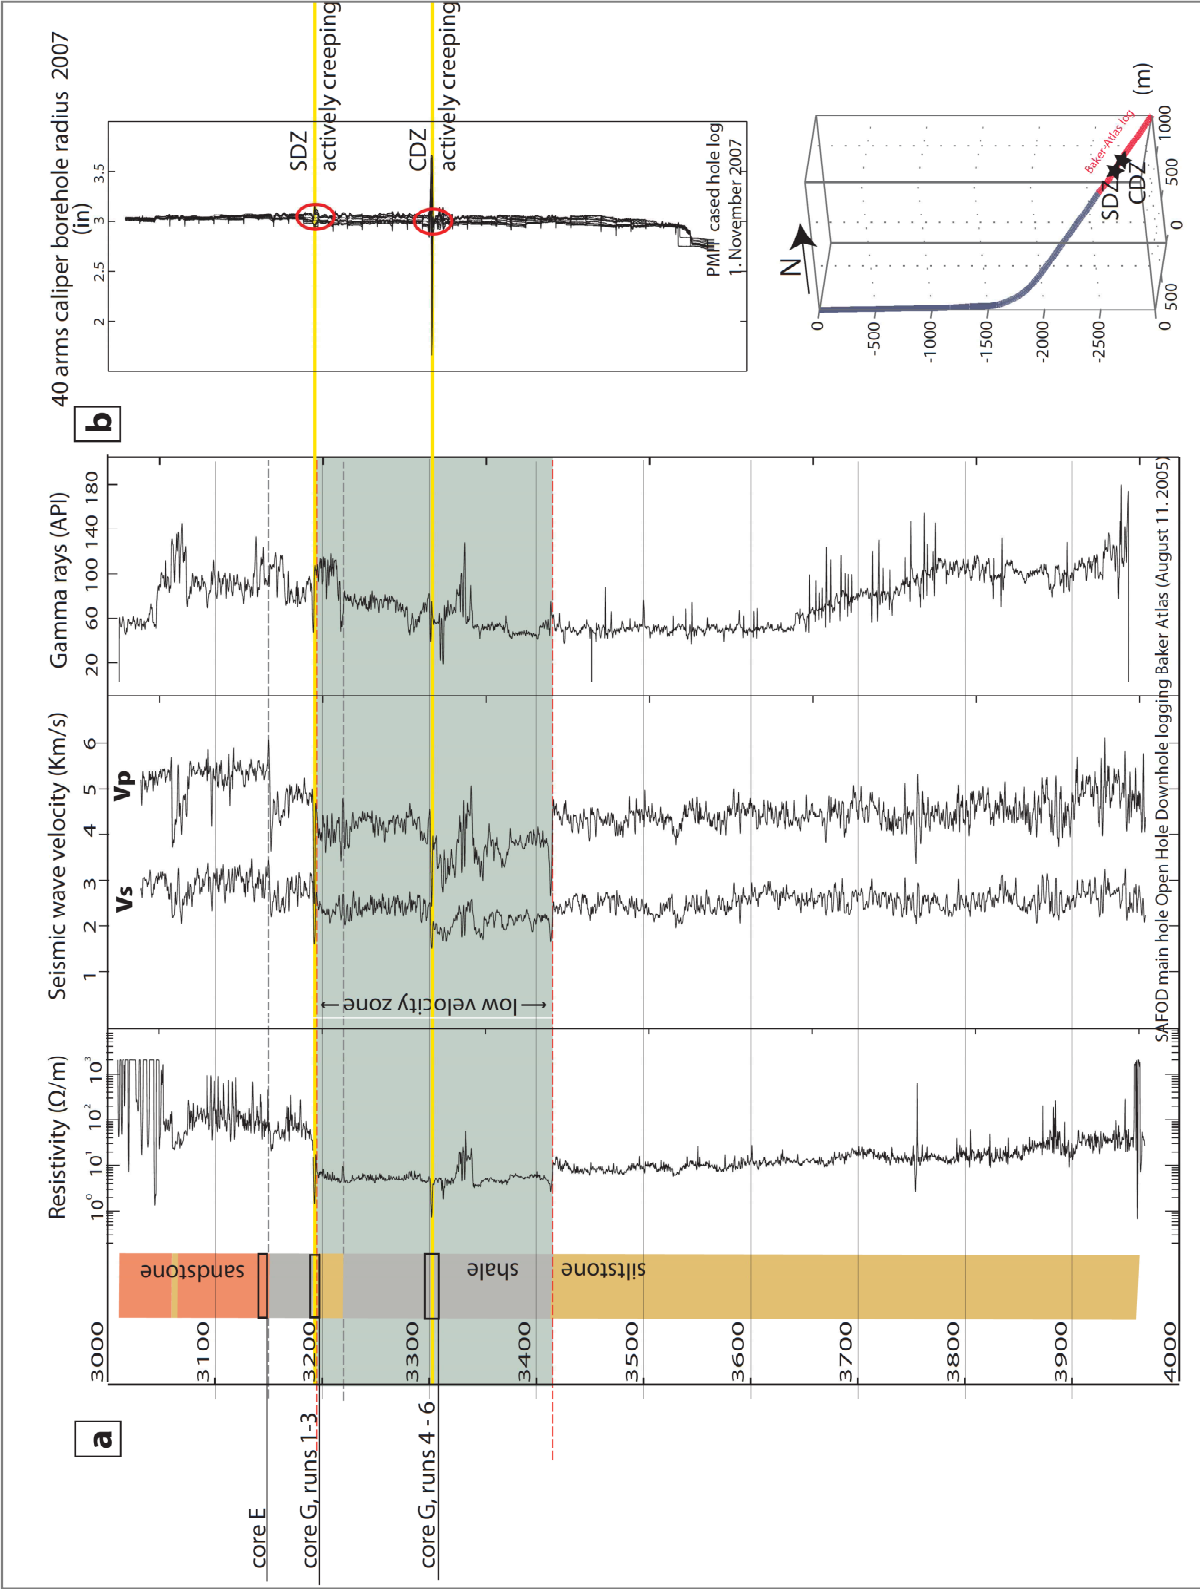 a
core E
core G, runs 1-3
core G, runs 4 - 6
3000
3100
3200
3300
3400
3500
3600
3700
3800
3900
4000
sandstone
shale
siltstone
Resistivity (Ω/m)
10⁰
10¹
10²
10³
Seismic wave velocity (Km/s)
1
2
3
4
5
6
Vs
Vp
low velocity zone
Gamma rays (API)
20
60
100
140
180
SAFOD main hole Open Hole Downhole logging Baker Atlas (August 11. 2005)
b
40 arms caliper borehole radius 2007
(in)
2
2.5
3
3.5
SDZ
actively creeping
CDZ
actively creeping
cased hole log
1. November 2007
N
0
-500
-1000
-1500
-2000
-2500
0
500
0
500
1000
(m)
Baker-Atlas log
SDZ
CDZ